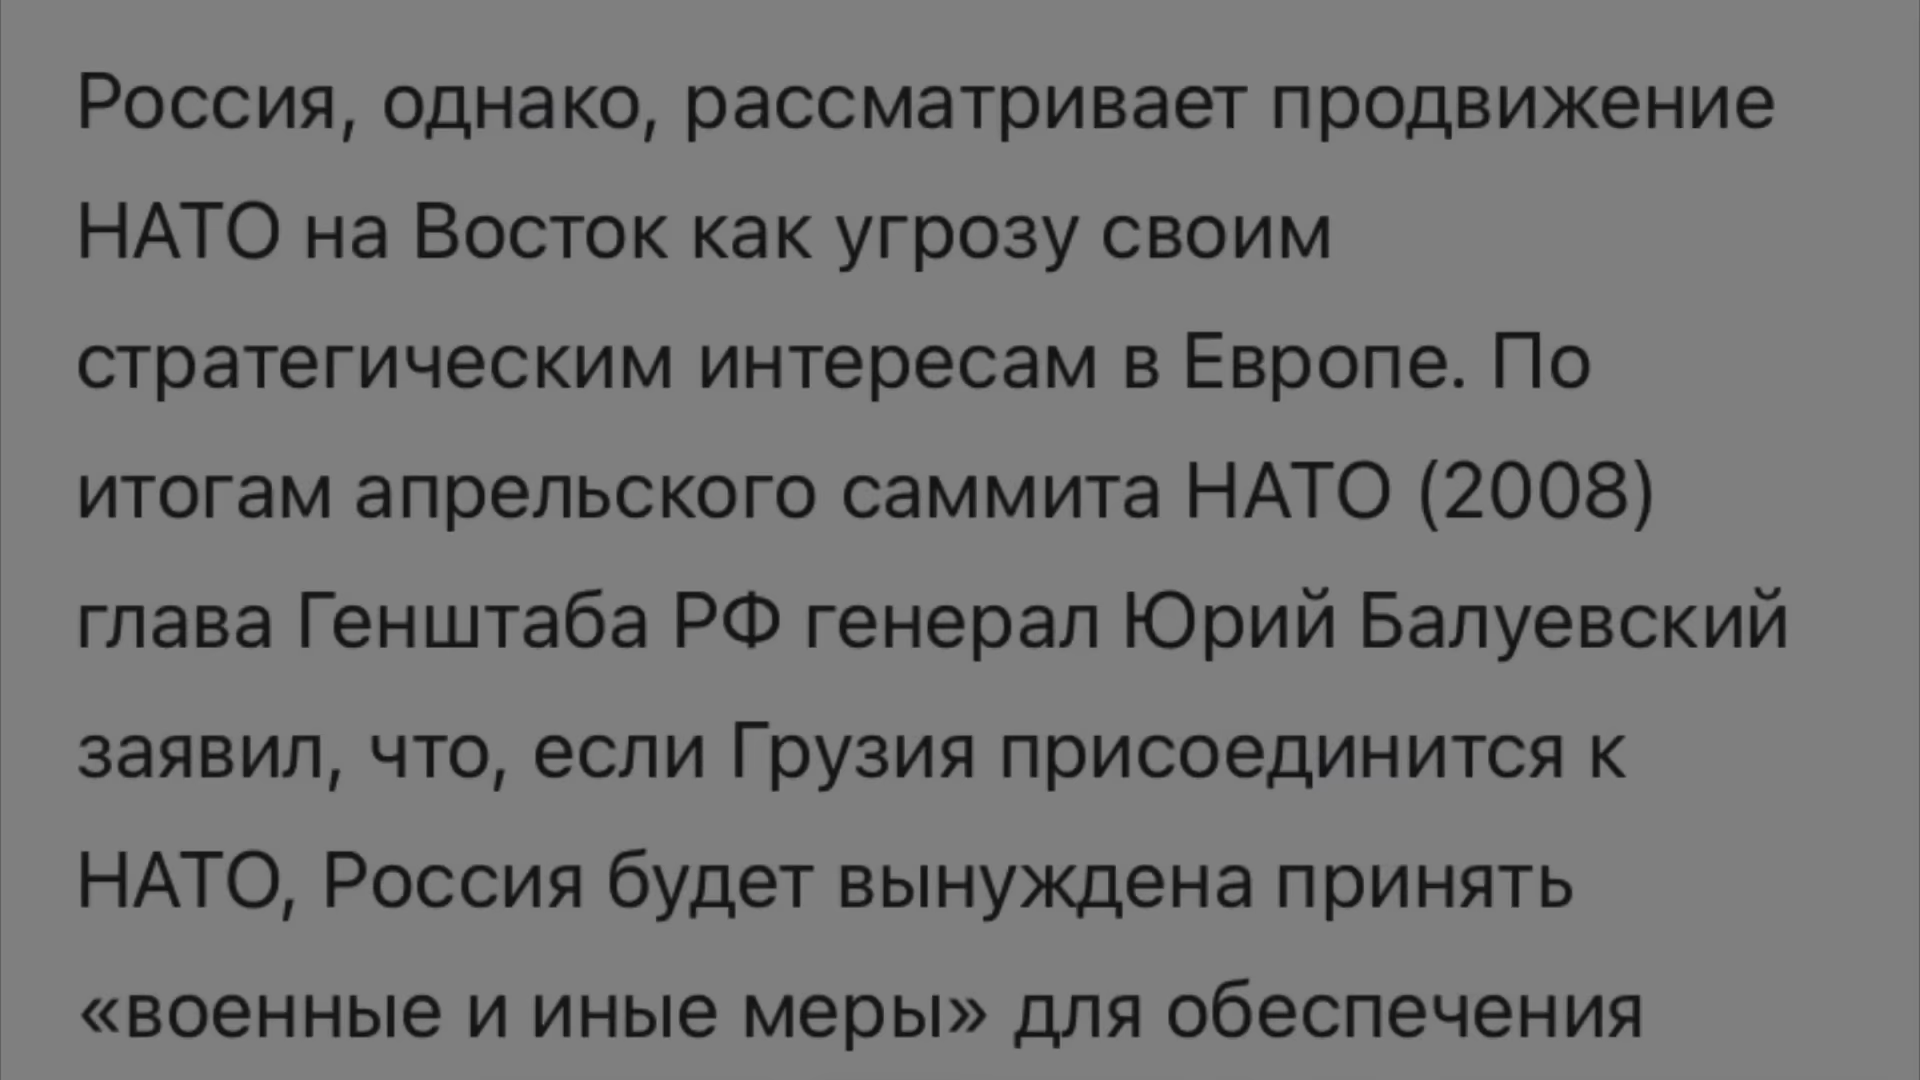 Россия, однако, рассматривает продвижение
НАТО на Восток как угрозу своим
стратегическим интересам в Европе. По
итогам апрельского саммита НАТО (2008)
глава Генштаба РФ генерал Юрий Балуевский
заявил, что, если Грузия присоединится к
НАТО, Россия будет вынуждена принять
«военные и иные меры» для обеспечения